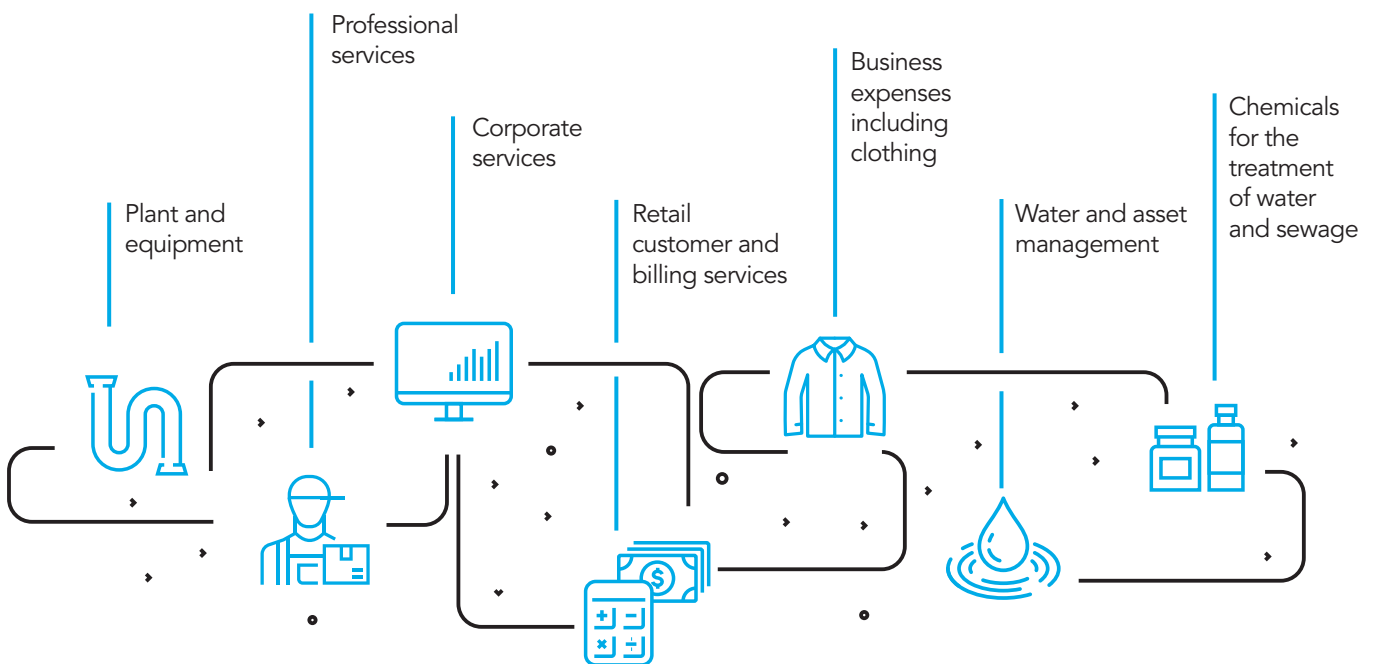 Professional
services
Corporate
services
Plant and
equipment
Retail
customer and
billing services
Business
expenses
including
clothing
Water and asset
management
Chemicals
for the
treatment
of water
and sewage
$